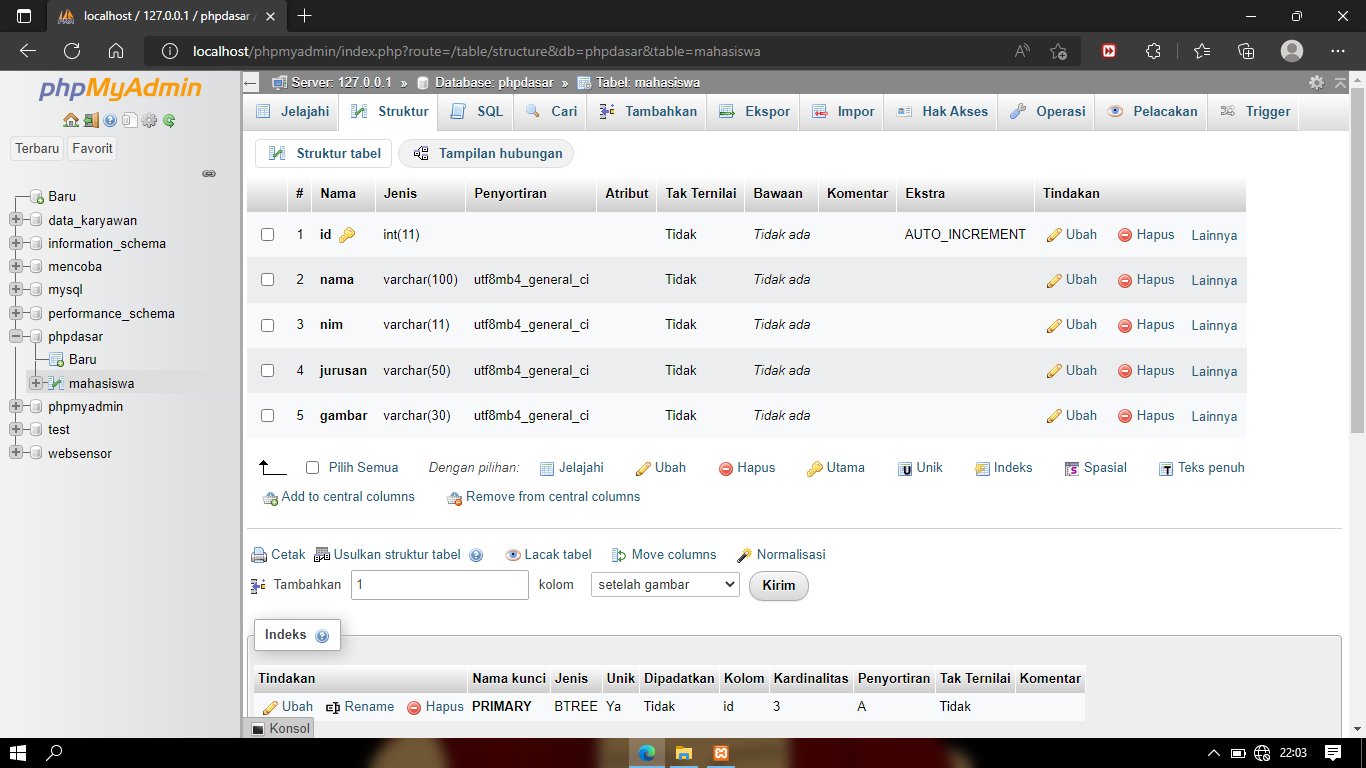 localhost / 127.0.0.1 / phpdasar
localhost/phpmyadmin/index.php?route=/table/structure&db=phpdasar&table=mahasiswa
phpMyAdmin
Terbaru Favorit
Baru
data_karyawan
information_schema
mencoba
mysql
performance_schema
phpdasar
Baru
mahasiswa
phpmyadmin
test
websensor
Server: 127.0.0.1 » Database: phpdasar » Tabel: mahasiswa
Jelajahi Struktur SQL Cari Tambahkan Ekspor Impor Hak Akses Operasi Pelacakan Trigger
Struktur tabel Tampilan hubungan
# Nama Jenis Penyortiran Atribut Tak Ternilai Bawaan Komentar Ekstra Tindakan
1 id int(11) Tidak Tidak ada AUTO_INCREMENT Ubah Hapus Lainnya
2 nama varchar(100) utf8mb4_general_ci Tidak Tidak ada Ubah Hapus Lainnya
3 nim varchar(11) utf8mb4_general_ci Tidak Tidak ada Ubah Hapus Lainnya
4 jurusan varchar(50) utf8mb4_general_ci Tidak Tidak ada Ubah Hapus Lainnya
5 gambar varchar(30) utf8mb4_general_ci Tidak Tidak ada Ubah Hapus Lainnya
Pilih Semua Dengan pilihan: Jelajahi Ubah Hapus Utama Unik Indeks Spasial Teks penuh
Add to central columns Remove from central columns
Cetak Usulkan struktur tabel Lacak tabel Move columns Normalisasi
Tambahkan 1 kolom setelah gambar Kirim
Indeks
Tindakan Nama kunci Jenis Unik Dipadatkan Kolom Kardinalitas Penyortiran Tak Ternilai Komentar
Ubah Rename Hapus PRIMARY BTREE Ya Tidak id 3 A Tidak
Konsol
22:03